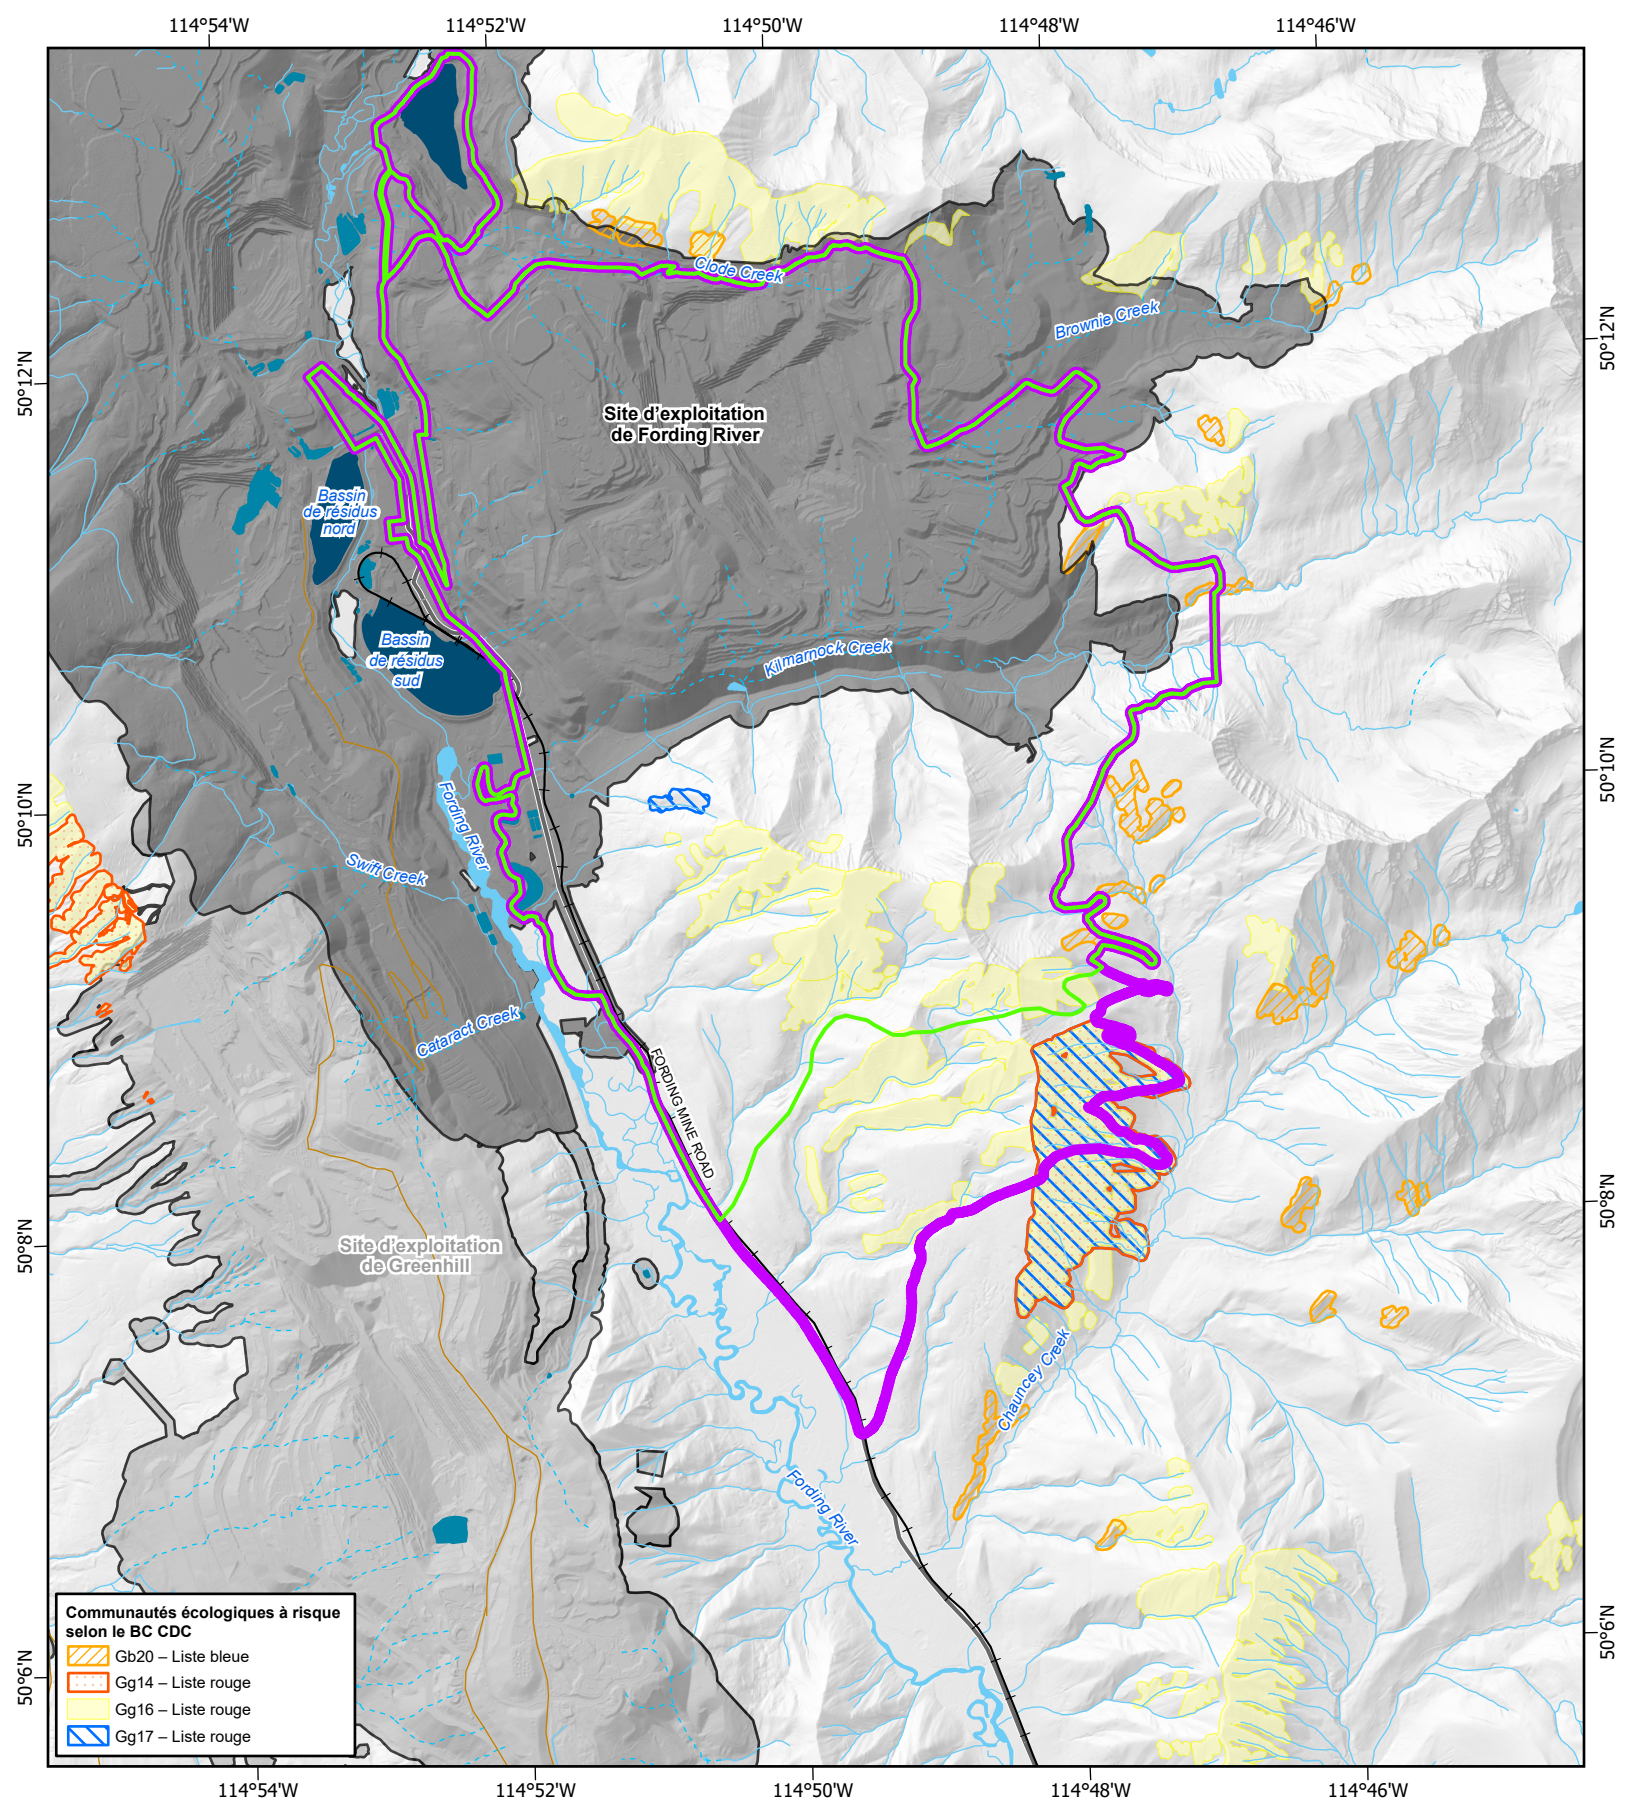 114°54'W
114°52'W
114°50'W
114°48'W
114°46'W
Clode Creek
Brownie Creek
50°12'N
50°12'N
Site d'exploitation
de Fording River
Bassin
de résidus
nord
Bassin
de résidus
sud
Kilmarnock Creek
50°10'N
50°10'N
Fording River
Swift Creek
Cataract Creek
FORDING MINE ROAD
50°8'N
50°8'N
Site d'exploitation
de Greenhill
Chauncey Creek
Fording River
50°6'N
50°6'N
Communautés écologiques à risque
selon le BC CDC
Gb20 – Liste bleue
Gg14 – Liste rouge
Gg16 – Liste rouge
Gg17 – Liste rouge
114°54'W
114°52'W
114°50'W
114°48'W
114°46'W